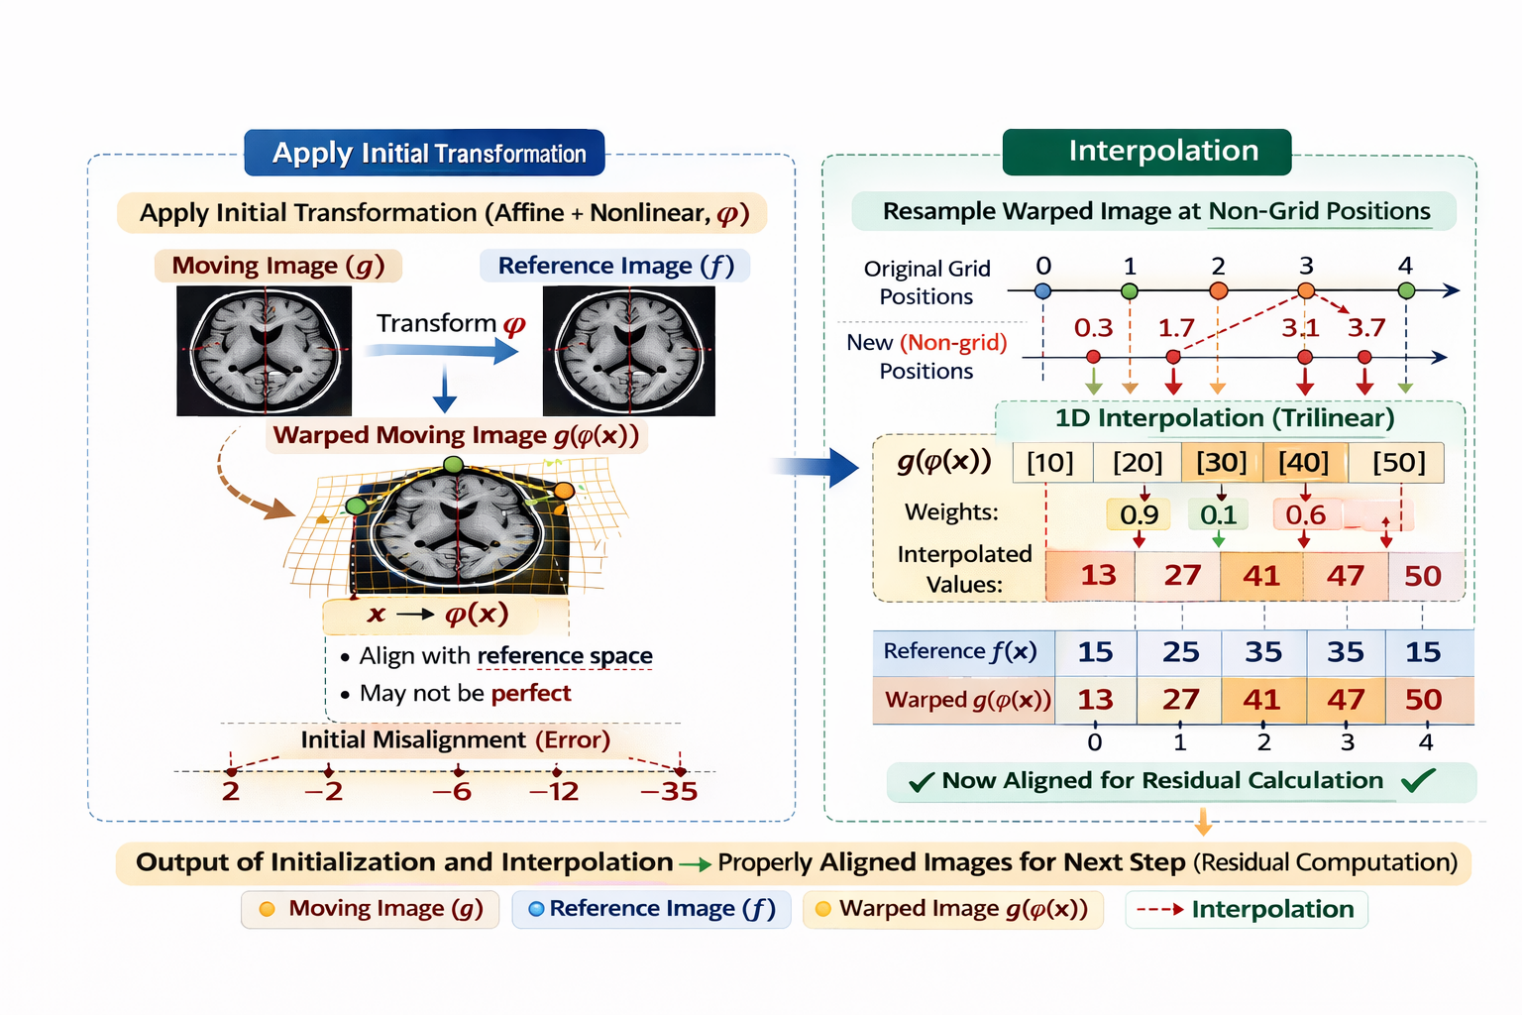 Apply Initial Transformation
Apply Initial Transformation (Affine + Nonlinear, φ)
Moving Image (g)
Reference Image (f)
Transform φ
Warped Moving Image g(φ(x))
x → φ(x)
• Align with reference space
• May not be perfect
Initial Misalignment (Error)
2 −2 −6 −12 −35
Interpolation
Resample Warped Image at Non-Grid Positions
Original Grid
Positions
0 1 2 3 4
New (Non-grid)
Positions
0.3 1.7 3.1 3.7
1D Interpolation (Trilinear)
g(φ(x)) [10] [20] [30] [40] [50]
Weights: 0.9 0.1 0.6
Interpolated
Values:
13 27 41 47 50
Reference f(x) 15 25 35 35 15
Warped g(φ(x)) 13 27 41 47 50
0 1 2 3 4
✓ Now Aligned for Residual Calculation ✓
Output of Initialization and Interpolation → Properly Aligned Images for Next Step (Residual Computation)
Moving Image (g)
Reference Image (f)
Warped Image g(φ(x))
Interpolation